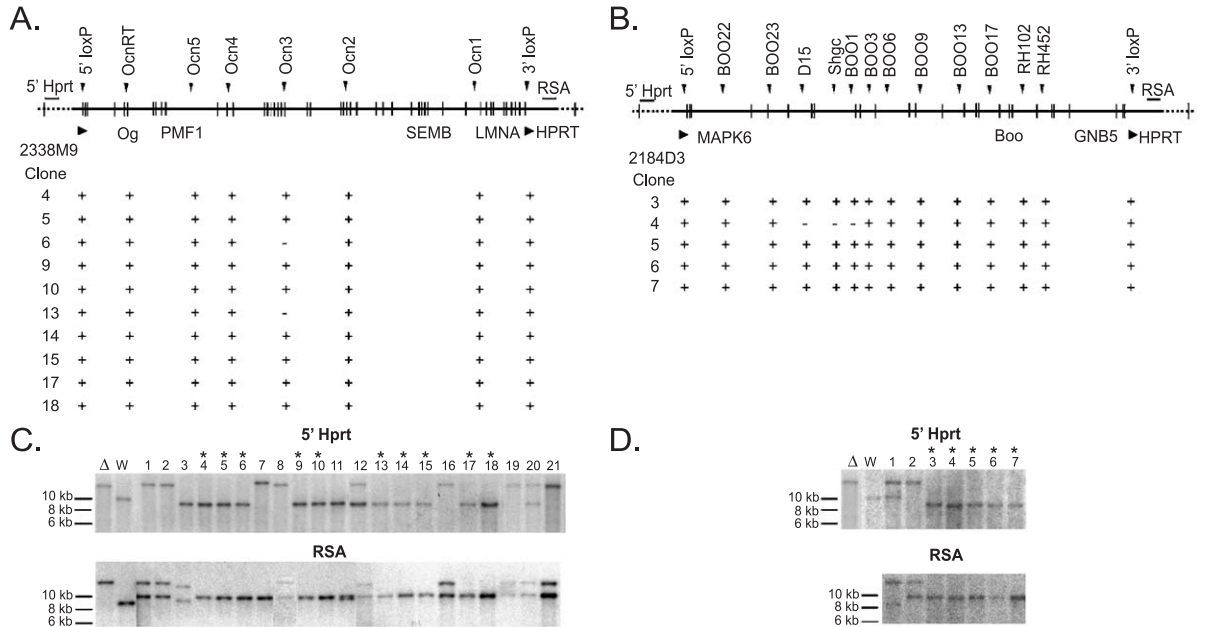 A.
5' loxP OcnRT Ocn5 Ocn4 Ocn3 Ocn2 Ocn1 3' loxP
5' Hprt RSA
Og PMF1 SEMB LMNA HPRT
2338M9
Clone
4 + + + + + + + +
5 + + + + + + + +
6 + + + + - + + +
9 + + + + + + + +
10 + + + + + + + +
13 + + + + - + + +
14 + + + + + + + +
15 + + + + + + + +
17 + + + + + + + +
18 + + + + + + + +
B.
5' loxP BOO22 BOO23 D15 Shgc BOO1 BOO3 BOO6 BOO9 BOO13 BOO17 RH102 RH452 3' loxP
5' Hprt RSA
MAPK6 Boo GNB5 HPRT
2184D3
Clone
3 + + + + + + + + + + + + + +
4 + + + - - - + + + + + + + +
5 + + + + + + + + + + + + + +
6 + + + + + + + + + + + + + +
7 + + + + + + + + + + + + + +
C.
5' Hprt
* * * * * * * * * *
Δ W 1 2 3 4 5 6 7 8 9 10 11 12 13 14 15 16 17 18 19 20 21
10 kb
8 kb
6 kb
RSA
10 kb
8 kb
6 kb
D.
5' Hprt
* * * * *
Δ W 1 2 3 4 5 6 7
10 kb
8 kb
6 kb
RSA
10 kb
8 kb
6 kb